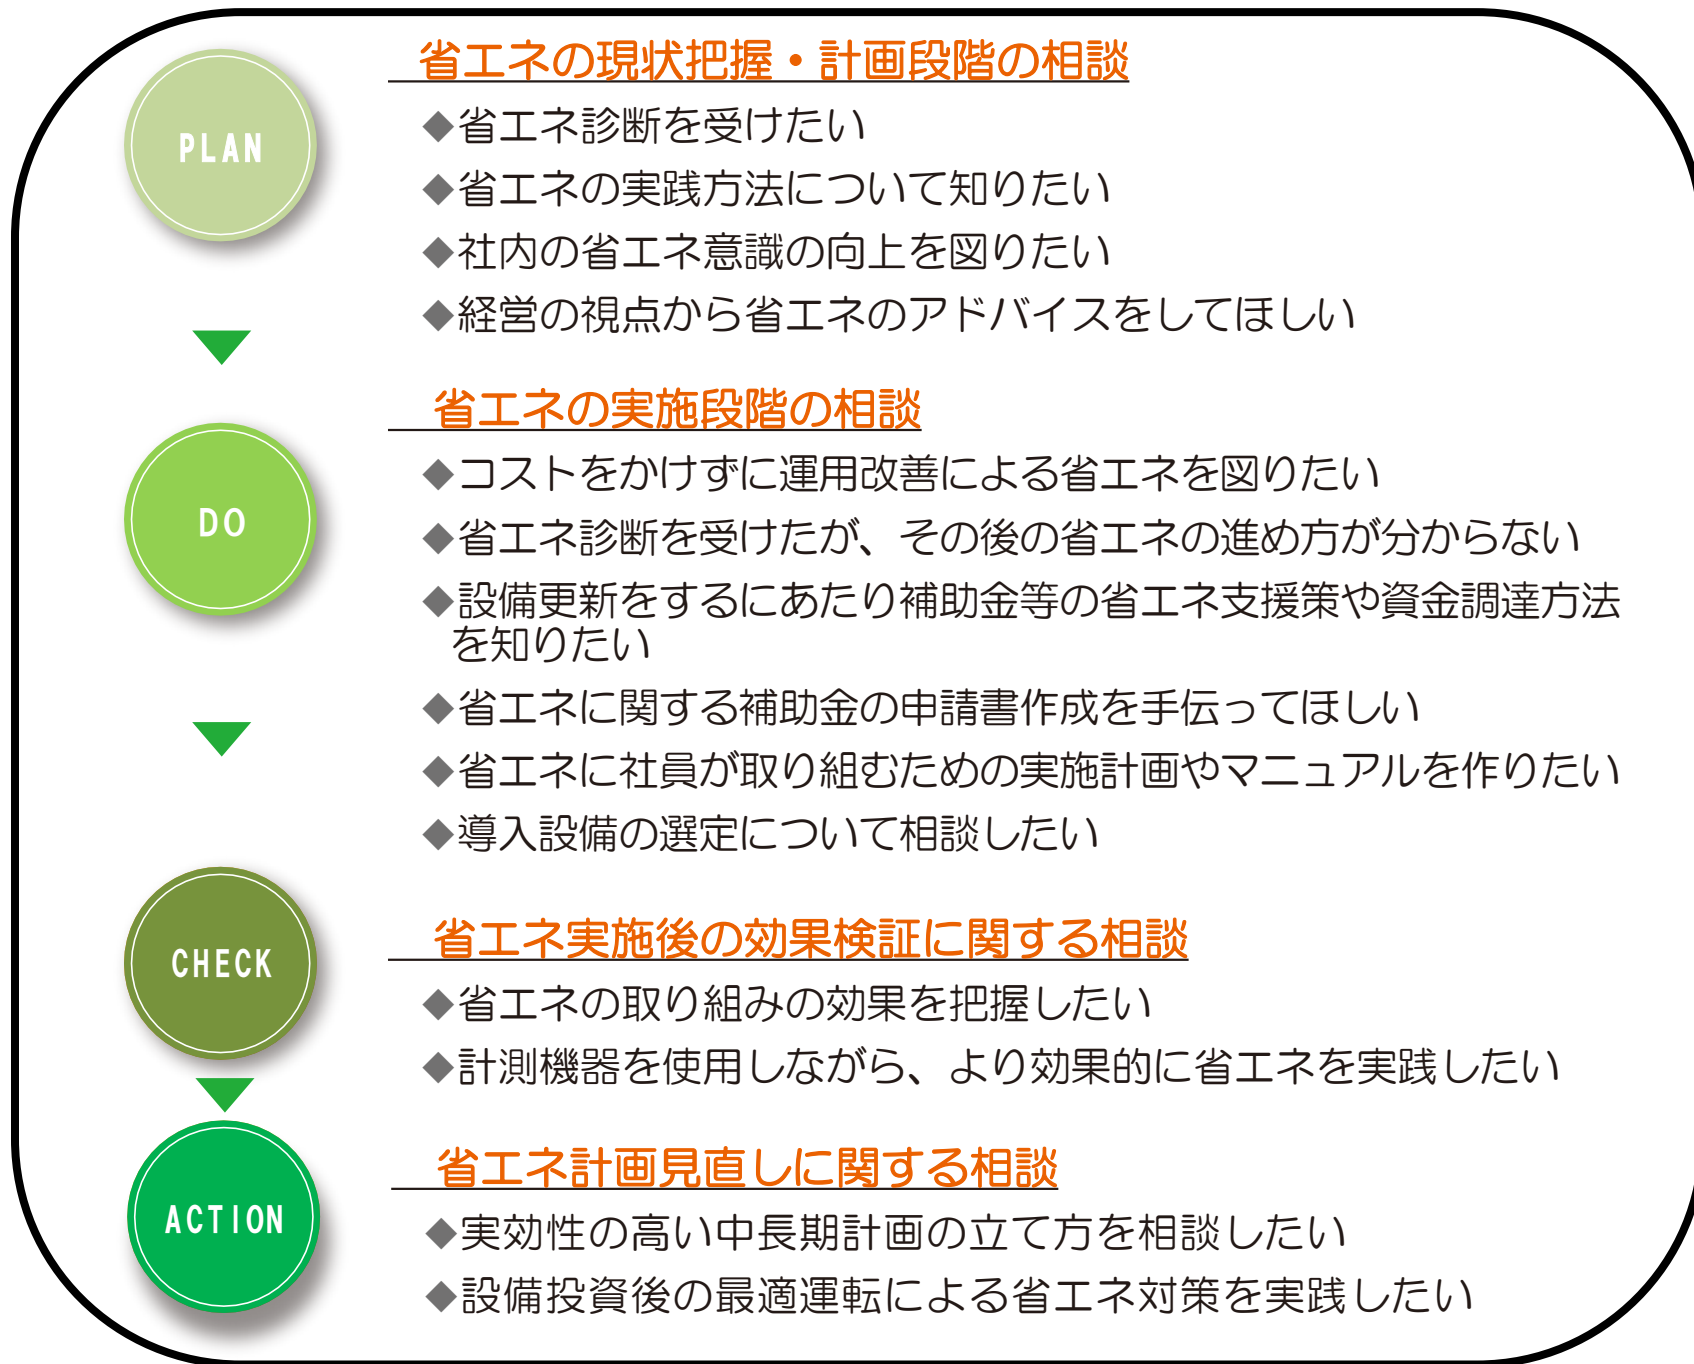 PLAN
省エネの現状把握・計画段階の相談
◆省エネ診断を受けたい
◆省エネの実践方法について知りたい
◆社内の省エネ意識の向上を図りたい
◆経営の視点から省エネのアドバイスをしてほしい
DO
省エネの実施段階の相談
◆コストをかけずに運用改善による省エネを図りたい
◆省エネ診断を受けたが、その後の省エネの進め方が分からない
◆設備更新をするにあたり補助金等の省エネ支援策や資金調達方法
を知りたい
◆省エネに関する補助金の申請書作成を手伝ってほしい
◆省エネに社員が取り組むための実施計画やマニュアルを作りたい
◆導入設備の選定について相談したい
CHECK
省エネ実施後の効果検証に関する相談
◆省エネの取り組みの効果を把握したい
◆計測機器を使用しながら、より効果的に省エネを実践したい
ACTION
省エネ計画見直しに関する相談
◆実効性の高い中長期計画の立て方を相談したい
◆設備投資後の最適運転による省エネ対策を実践したい